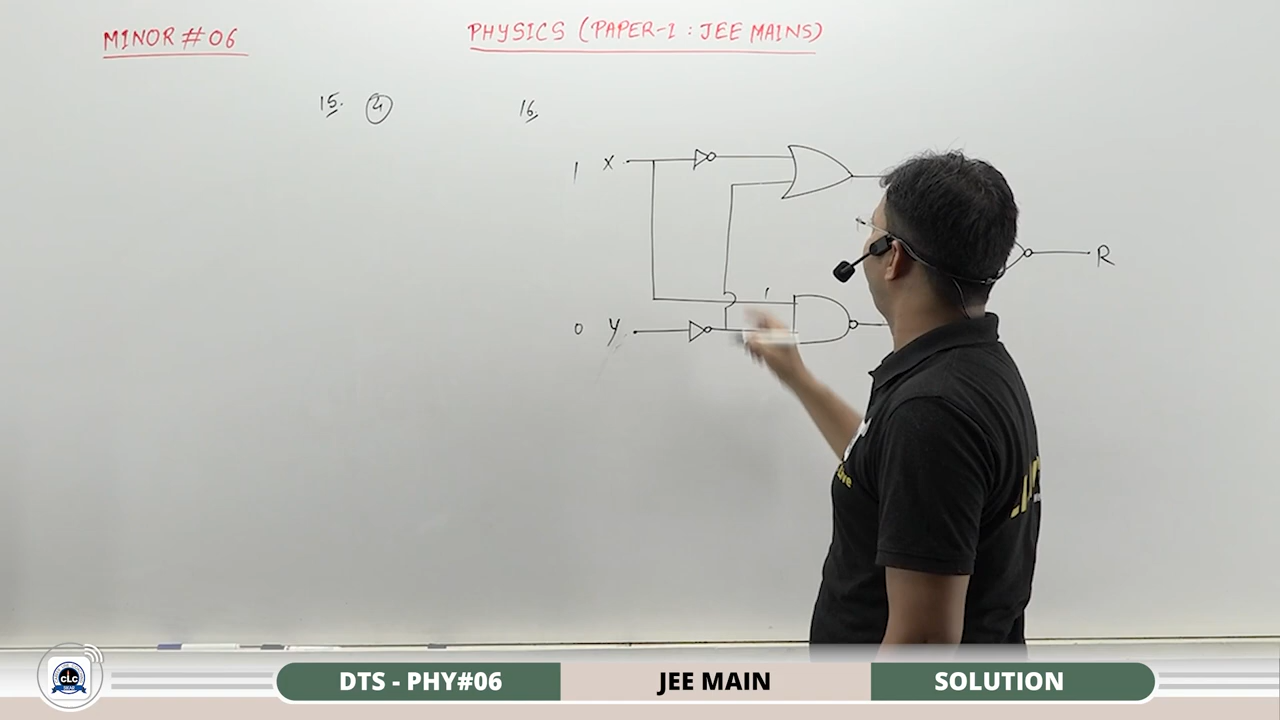 MINOR # 06
PHYSICS (PAPER-1 : JEE MAINS)
15. 4
16.
1 X
R
1
0 Y
DTS - PHY#06
JEE MAIN
SOLUTION
CLC